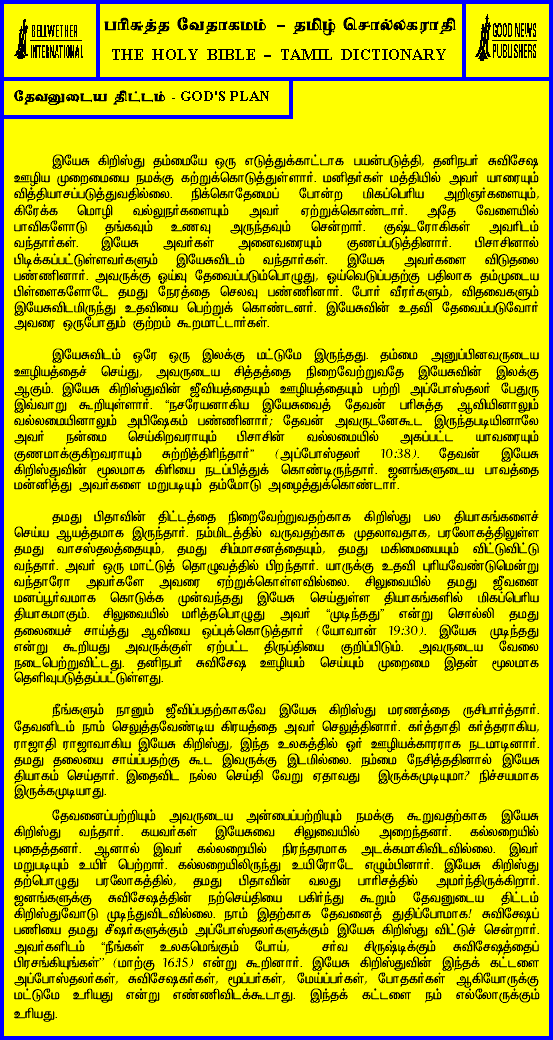 BELLWETHER
INTERNATIONAL
பரிசுத்த வேதாகமம் – தமிழ் சொல்லகராதி
THE HOLY BIBLE – TAMIL DICTIONARY
GOOD NEWS
PUBLISHERS
தேவனுடைய திட்டம் - GOD'S PLAN
இயேசு கிறிஸ்து தம்மையே ஒரு எடுத்துக்காட்டாக பயன்படுத்தி, தனிநபர் சுவிசேஷ
ஊழிய முறைமையை நமக்கு கற்றுக்கொடுத்துள்ளார். மனிதர்கள் மத்தியில் அவர் யாரையும்
வித்தியாசப்படுத்துவதில்லை. நிக்கொதேமைப் போன்ற மிகப்பெரிய அறிஞர்களையும்,
கிரேக்க மொழி வல்லுநர்களையும் அவர் ஏற்றுக்கொண்டார். அதே வேளையில்
பாவிகளோடு தங்கவும் உணவு அருந்தவும் சென்றார். குஷ்டரோகிகள் அவரிடம்
வந்தார்கள். இயேசு அவர்கள் அனைவரையும் குணப்படுத்தினார். பிசாசினால்
பிடிக்கப்பட்டுள்ளவர்களும் இயேசுவிடம் வந்தார்கள். இயேசு அவர்களை விடுதலை
பண்ணினார். அவருக்கு ஓய்வு தேவைப்படும்பொழுது, ஓய்வெடுப்பதற்கு பதிலாக தம்முடைய
பிள்ளைகளோடே தமது நேரத்தை செலவு பண்ணினார். போர் வீரர்களும், விதவைகளும்
இயேசுவிடமிருந்து உதவியை பெற்றுக் கொண்டனர். இயேசுவின் உதவி தேவைப்படுவோர்
அவரை ஒருபோதும் குற்றம் கூறமாட்டார்கள்.
இயேசுவிடம் ஒரே ஒரு இலக்கு மட்டுமே இருந்தது. தம்மை அனுப்பினவருடைய
ஊழியத்தைச் செய்து, அவருடைய சித்தத்தை நிறைவேற்றுவதே இயேசுவின் இலக்கு
ஆகும். இயேசு கிறிஸ்துவின் ஜீவியத்தையும் ஊழியத்தையும் பற்றி அப்போஸ்தலர் பேதுரு
இவ்வாறு கூறியுள்ளார். “நசரேயனாகிய இயேசுவைத் தேவன் பரிசுத்த ஆவியினாலும்
வல்லமையினாலும் அபிஷேகம் பண்ணினார்; தேவன் அவருடனேகூட இருந்தபடியினாலே
அவர் நன்மை செய்கிறவராயும் பிசாசின் வல்லமையில் அகப்பட்ட யாவரையும்
குணமாக்குகிறவராயும் சுற்றித்திரிந்தார்” (அப்போஸ்தலர் 10:38). தேவன் இயேசு
கிறிஸ்துவின் மூலமாக கிரியை நடப்பித்துக் கொண்டிருந்தார். ஜனங்களுடைய பாவத்தை
மன்னித்து அவர்களை மறுபடியும் தம்மோடு அழைத்துக்கொண்டார்.
தமது பிதாவின் திட்டத்தை நிறைவேற்றுவதற்காக கிறிஸ்து பல தியாகங்களைச்
செய்ய ஆயத்தமாக இருந்தார். நம்மிடத்தில் வருவதற்காக முதலாவதாக, பரலோகத்திலுள்ள
தமது வாசஸ்தலத்தையும், தமது சிம்மாசனத்தையும், தமது மகிமையையும் விட்டுவிட்டு
வந்தார். அவர் ஒரு மாட்டுத் தொழுவத்தில் பிறந்தார். யாருக்கு உதவி புரியவேண்டுமென்று
வந்தாரோ அவர்களே அவரை ஏற்றுக்கொள்ளவில்லை. சிலுவையில் தமது ஜீவனை
மனப்பூர்வமாக கொடுக்க முன்வந்தது இயேசு செய்துள்ள தியாகங்களில் மிகப்பெரிய
தியாகமாகும். சிலுவையில் மரித்தபொழுது அவர் “முடிந்தது” என்று சொல்லி தமது
தலையைச் சாய்த்து ஆவியை ஒப்புக்கொடுத்தார் (யோவான் 19:30). இயேசு முடிந்தது
என்று கூறியது அவருக்குள் ஏற்பட்ட திருப்தியை குறிப்பிடும். அவருடைய வேலை
நடைபெற்றுவிட்டது. தனிநபர் சுவிசேஷ ஊழியம் செய்யும் முறைமை இதன் மூலமாக
தெளிவுபடுத்தப்பட்டுள்ளது.
நீங்களும் நானும் ஜீவிப்பதற்காகவே இயேசு கிறிஸ்து மரணத்தை ருசிபார்த்தார்.
தேவனிடம் நாம் செலுத்தவேண்டிய கிரயத்தை அவர் செலுத்தினார். கர்த்தாதி கர்த்தராகிய,
ராஜாதி ராஜாவாகிய இயேசு கிறிஸ்து, இந்த உலகத்தில் ஓர் ஊழியக்காரராக நடமாடினார்.
தமது தலையை சாய்ப்பதற்கு கூட இவருக்கு இடமில்லை. நம்மை நேசித்ததினால் இயேசு
தியாகம் செய்தார். இதைவிட நல்ல செய்தி வேறு ஏதாவது இருக்கமுடியுமா? நிச்சயமாக
இருக்கமுடியாது.
தேவனைப்பற்றியும் அவருடைய அன்பைப்பற்றியும் நமக்கு கூறுவதற்காக இயேசு
கிறிஸ்து வந்தார். கயவர்கள் இயேசுவை சிலுவையில் அறைந்தனர். கல்லறையில்
புதைத்தனர். ஆனால் இவர் கல்லறையில் நிரந்தரமாக அடக்கமாகிவிடவில்லை. இவர்
மறுபடியும் உயிர் பெற்றார். கல்லறையிலிருந்து உயிரோடே எழும்பினார். இயேசு கிறிஸ்து
தற்பொழுது பரலோகத்தில், தமது பிதாவின் வலது பாரிசத்தில் அமர்ந்திருக்கிறார்.
ஜனங்களுக்கு சுவிசேஷத்தின் நற்செய்தியை பகிர்ந்து கூறும் தேவனுடைய திட்டம்
கிறிஸ்துவோடு முடிந்துவிடவில்லை. நாம் இதற்காக தேவனைத் துதிப்போமாக! சுவிசேஷப்
பணியை தமது சீஷர்களுக்கும் அப்போஸ்தலர்களுக்கும் இயேசு கிறிஸ்து விட்டுச் சென்றார்.
அவர்களிடம் “நீங்கள் உலகமெங்கும் போய், சர்வ சிருஷ்டிக்கும் சுவிசேஷத்தைப்
பிரசங்கியுங்கள்” (மாற்கு 16:15) என்று கூறினார். இயேசு கிறிஸ்துவின் இந்தக் கட்டளை
அப்போஸ்தலர்கள், சுவிசேஷகர்கள், மூப்பர்கள், மேய்ப்பர்கள், போதகர்கள் ஆகியோருக்கு
மட்டுமே உரியது என்று எண்ணிவிடக்கூடாது. இந்தக் கட்டளை நம் எல்லோருக்கும்
உரியது.